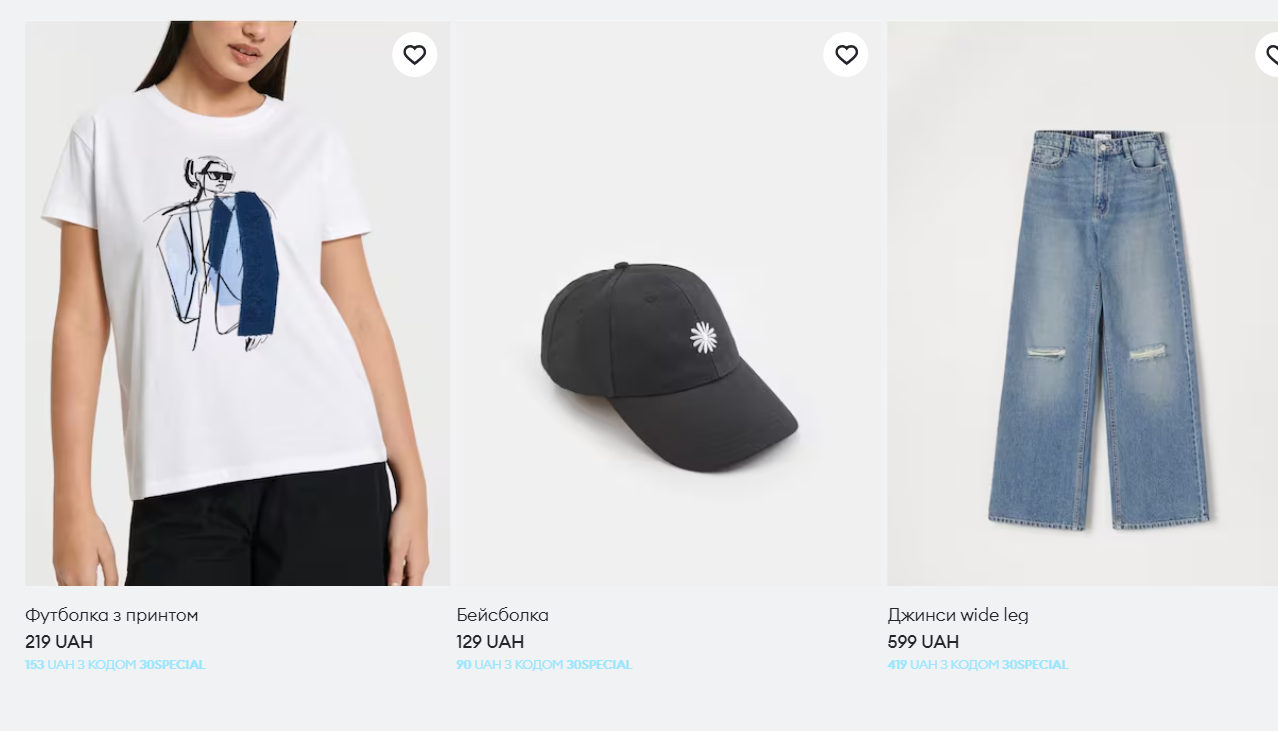 Футболка з принтом
219 UAH
153 UAH З КОДОМ 30SPECIAL
Бейсболка
129 UAH
90 UAH З КОДОМ 30SPECIAL
Джинси wide leg
599 UAH
419 UAH З КОДОМ 30SPECIAL